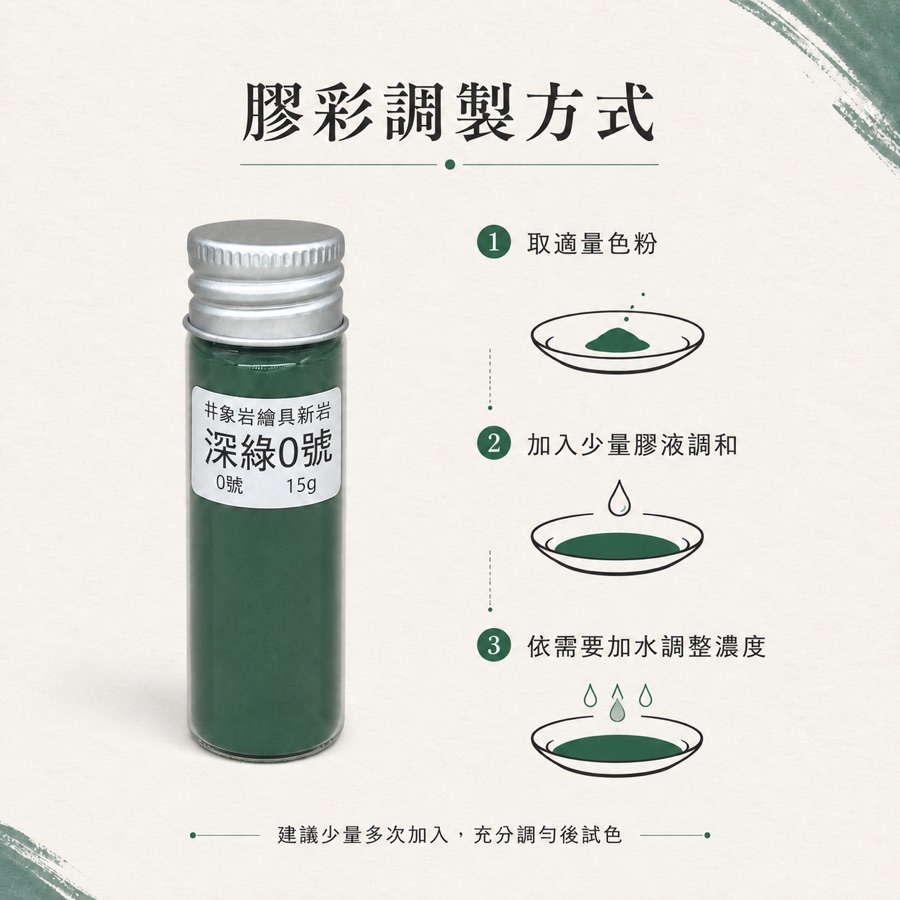 膠彩調製方式
井象岩繪具新岩
深綠0號
0號 15g
1 取適量色粉
2 加入少量膠液調和
3 依需要加水調整濃度
建議少量多次加入，充分調勻後試色